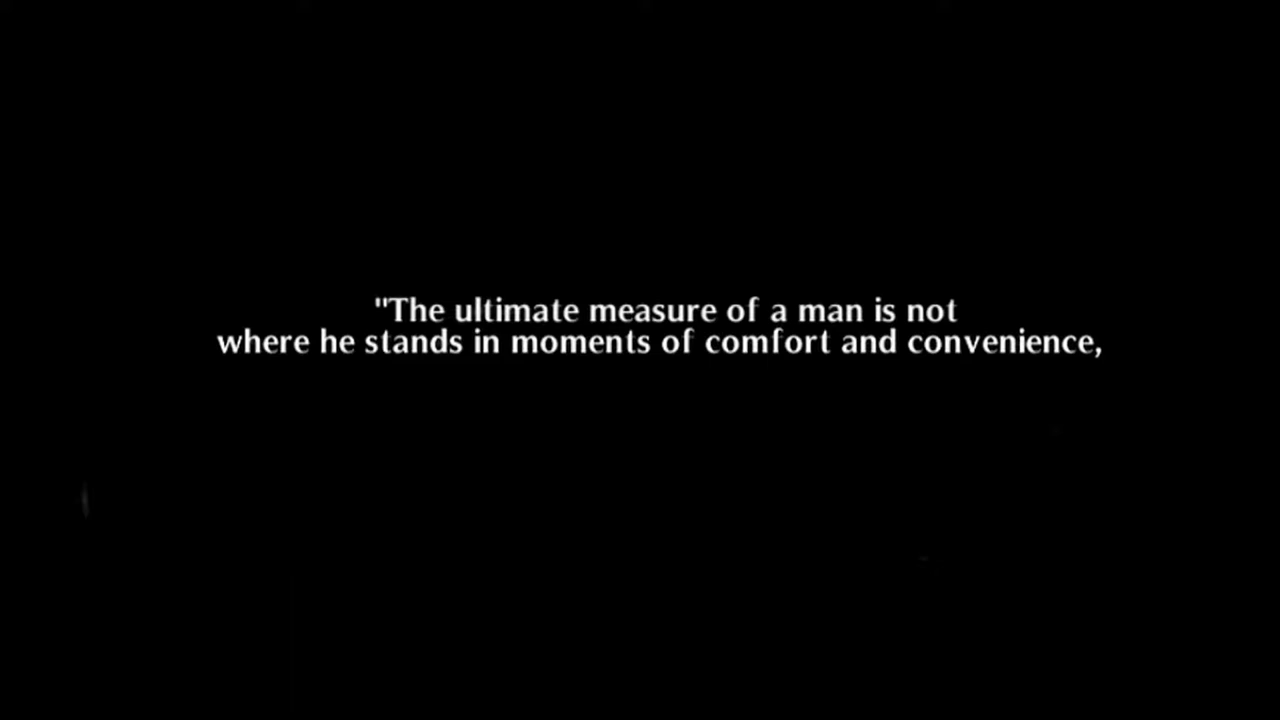 "The ultimate measure of a man is not
where he stands in moments of comfort and convenience,